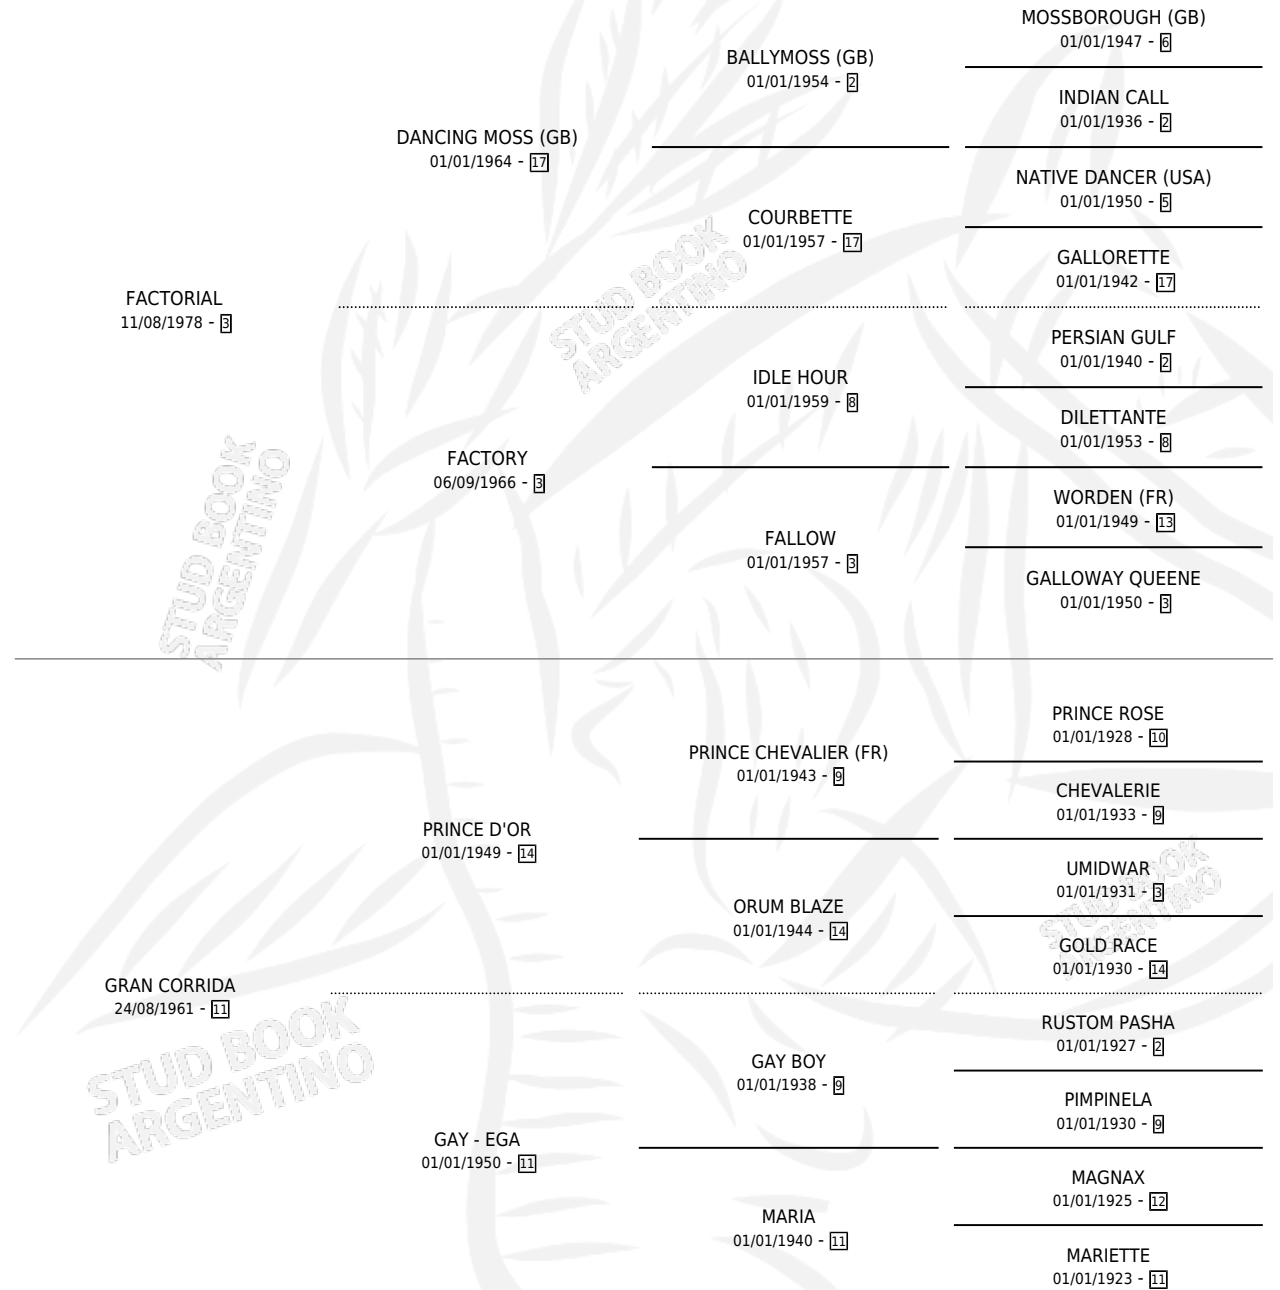 MOSSBOROUGH (GB)
01/01/1947 - 6
BALLYMOSS (GB)
01/01/1954 - 2
INDIAN CALL
01/01/1936 - 2
DANCING MOSS (GB)
01/01/1964 - 17
NATIVE DANCER (USA)
01/01/1950 - 5
COURBETTE
01/01/1957 - 17
GALLORETTE
01/01/1942 - 17
FACTORIAL
11/08/1978 - 3
PERSIAN GULF
01/01/1940 - 2
IDLE HOUR
01/01/1959 - 8
DILETTANTE
01/01/1953 - 8
FACTORY
06/09/1966 - 3
WORDEN (FR)
01/01/1949 - 13
FALLOW
01/01/1957 - 3
GALLOWAY QUEENE
01/01/1950 - 3
STUD BOOK
ARGENTINO
STUD BOOK
ARGENTINO
PRINCE ROSE
01/01/1928 - 10
PRINCE CHEVALIER (FR)
01/01/1943 - 9
CHEVALERIE
01/01/1933 - 9
PRINCE D'OR
01/01/1949 - 14
UMIDWAR
01/01/1931 - 3
ORUM BLAZE
01/01/1944 - 14
GOLD RACE
01/01/1930 - 14
STUD BOOK
ARGENTINO
GRAN CORRIDA
24/08/1961 - 11
RUSTOM PASHA
01/01/1927 - 2
GAY BOY
01/01/1938 - 9
PIMPINELA
01/01/1930 - 9
GAY - EGA
01/01/1950 - 11
MAGNAX
01/01/1925 - 12
MARIA
01/01/1940 - 11
MARIETTE
01/01/1923 - 11
STUD BOOK
ARGENTINO